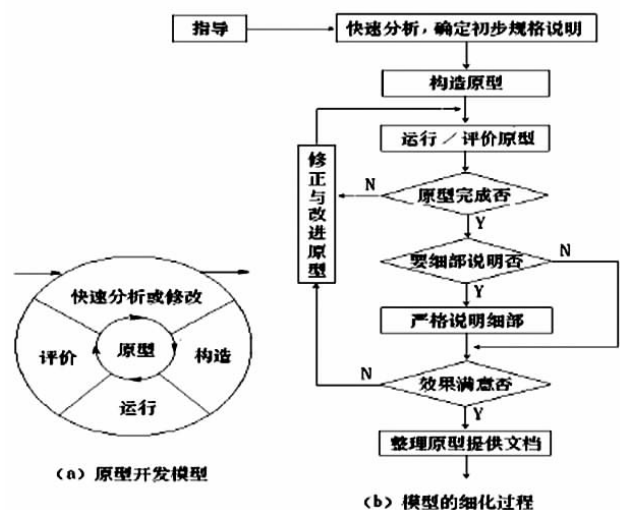 指导
快速分析，确定初步规格说明
构造原型
运行／评价原型
修正与改进原型
原型完成否
N
Y
要细部说明否
N
Y
严格说明细部
效果满意否
N
Y
整理原型提供文档
(b) 模型的细化过程
快速分析或修改
评价
原型
构造
运行
(a) 原型开发模型